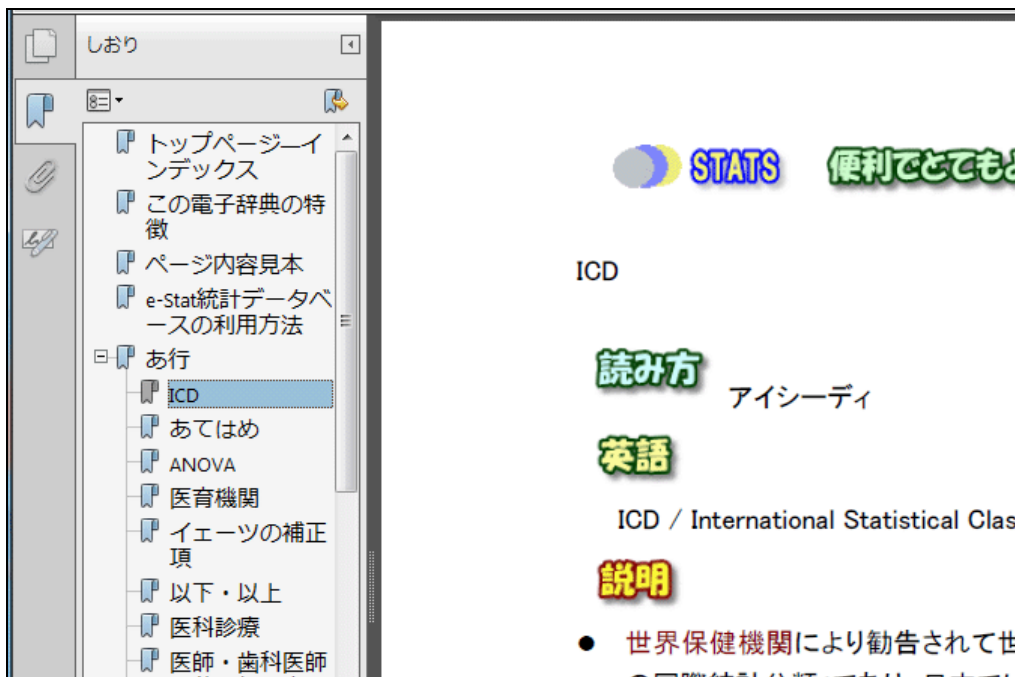 しおり
トップページ―イ
ンデックス
この電子辞典の特
徴
ページ内容見本
e-Stat統計データベ
ースの利用方法
あ行
ICD
あてはめ
ANOVA
医育機関
イェーツの補正
項
以下・以上
医科診療
医師・歯科医師
STATS 便利でとても
ICD
読み方
アイシーディ
英語
ICD / International Statistical Clas
説明
● 世界保健機関により勧告されて世